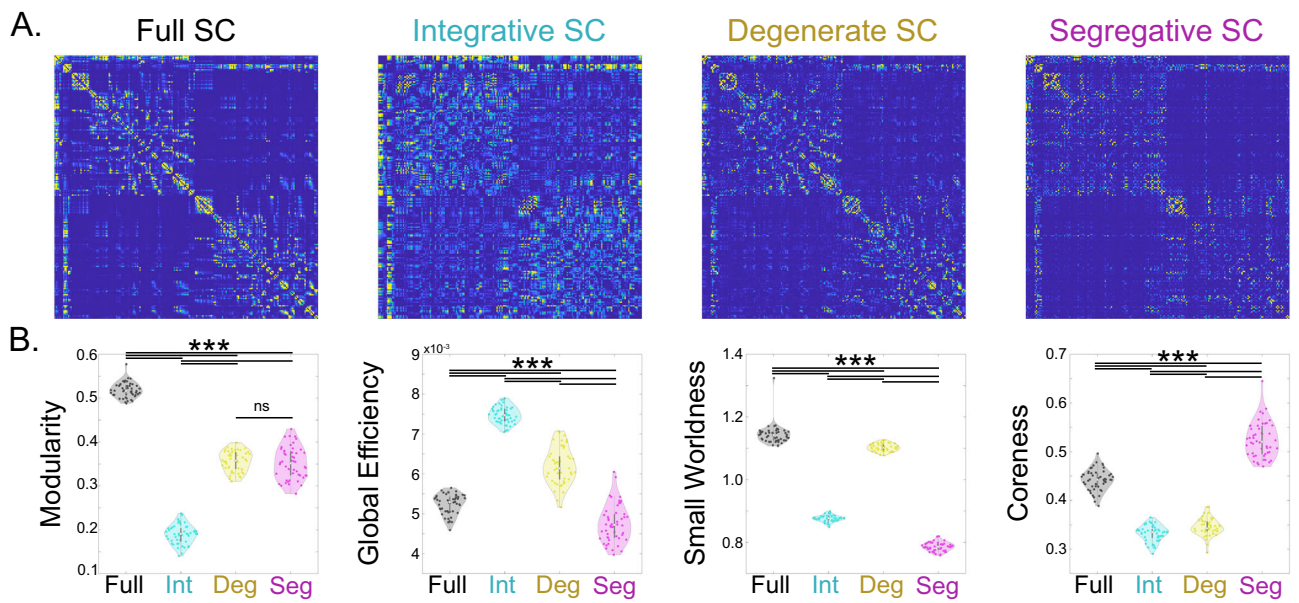 A.
Full SC
Integrative SC
Degenerate SC
Segregative SC
B.
Modularity
0.6
0.5
0.4
0.3
0.2
0.1
***
ns
Full Int Deg Seg
Global Efficiency
x10⁻³
9
8
7
6
5
4
***
Full Int Deg Seg
Small Worldness
1.4
1.2
1.0
0.8
***
Full Int Deg Seg
Coreness
0.7
0.6
0.5
0.4
0.3
***
Full Int Deg Seg